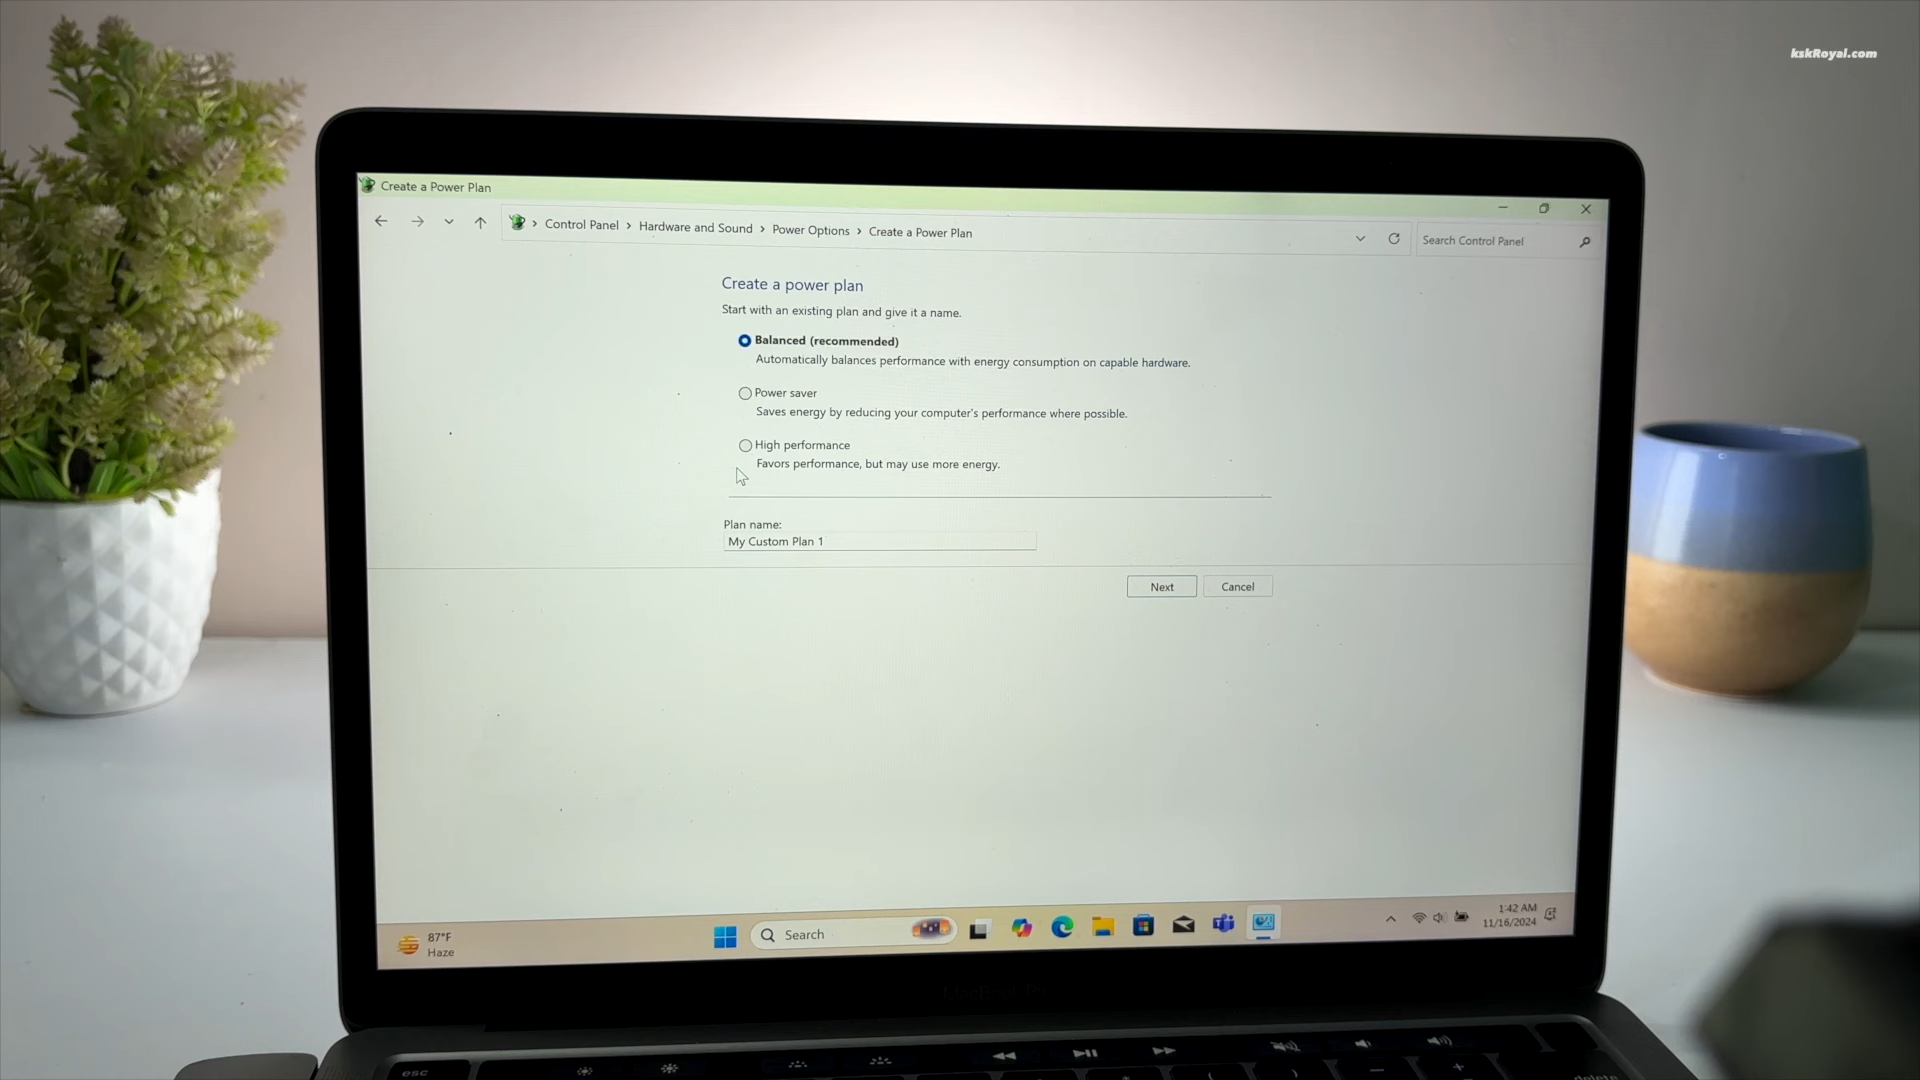 kskRoyal.com
Create a Power Plan
Control Panel > Hardware and Sound > Power Options > Create a Power Plan
Search Control Panel
Create a power plan
Start with an existing plan and give it a name.
Balanced (recommended)
Automatically balances performance with energy consumption on capable hardware.
Power saver
Saves energy by reducing your computer's performance where possible.
High performance
Favors performance, but may use more energy.
Plan name:
My Custom Plan 1
Next
Cancel
87°F
Haze
Search
1:42 AM
11/16/2024
esc
delete